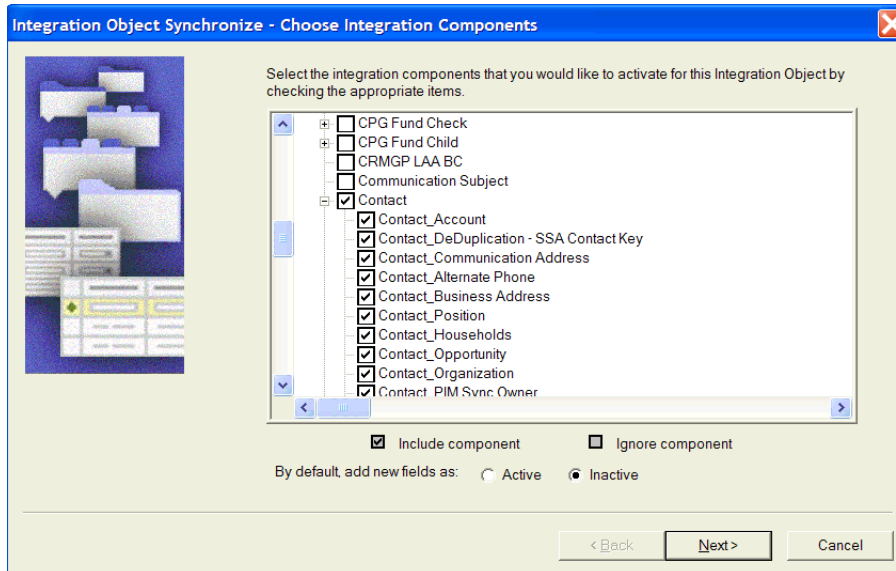 Integration Object Synchronize - Choose Integration Components
Select the integration components that you would like to activate for this Integration Object by
checking the appropriate items.
CPG Fund Check
CPG Fund Child
CRMGP LAA BC
Communication Subject
Contact
Contact_Account
Contact_DeDuplication - SSA Contact Key
Contact_Communication Address
Contact_Alternate Phone
Contact_Business Address
Contact_Position
Contact_Households
Contact_Opportunity
Contact_Organization
Contact_PIM Sync Owner
Include component Ignore component
By default, add new fields as: Active Inactive
< Back Next > Cancel